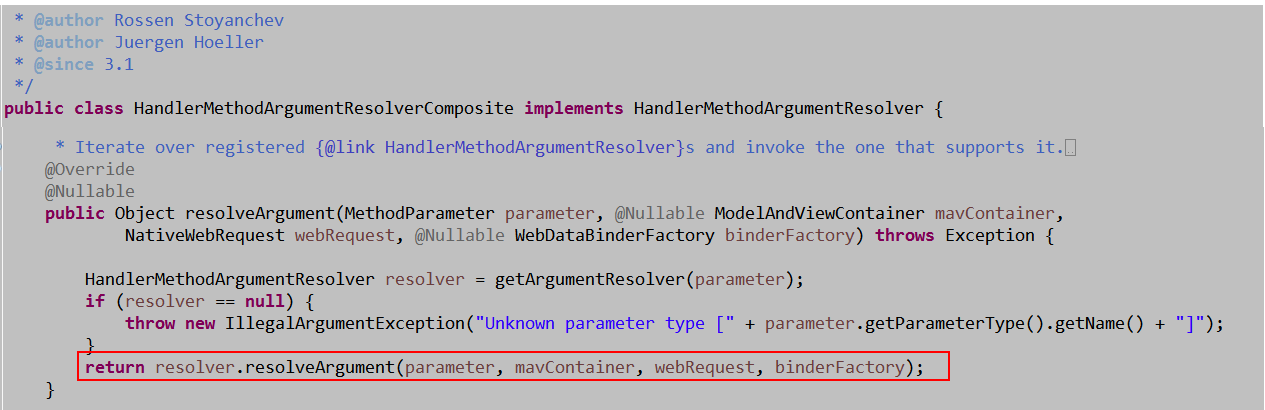 * @author Rossen Stoyanchev
* @author Juergen Hoeller
* @since 3.1
*/
public class HandlerMethodArgumentResolverComposite implements HandlerMethodArgumentResolver {
* Iterate over registered {@link HandlerMethodArgumentResolver}s and invoke the one that supports it.
@Override
@Nullable
public Object resolveArgument(MethodParameter parameter, @Nullable ModelAndViewContainer mavContainer,
NativeWebRequest webRequest, @Nullable WebDataBinderFactory binderFactory) throws Exception {
HandlerMethodArgumentResolver resolver = getArgumentResolver(parameter);
if (resolver == null) {
throw new IllegalArgumentException("Unknown parameter type [" + parameter.getParameterType().getName() + "]");
}
return resolver.resolveArgument(parameter, mavContainer, webRequest, binderFactory);
}